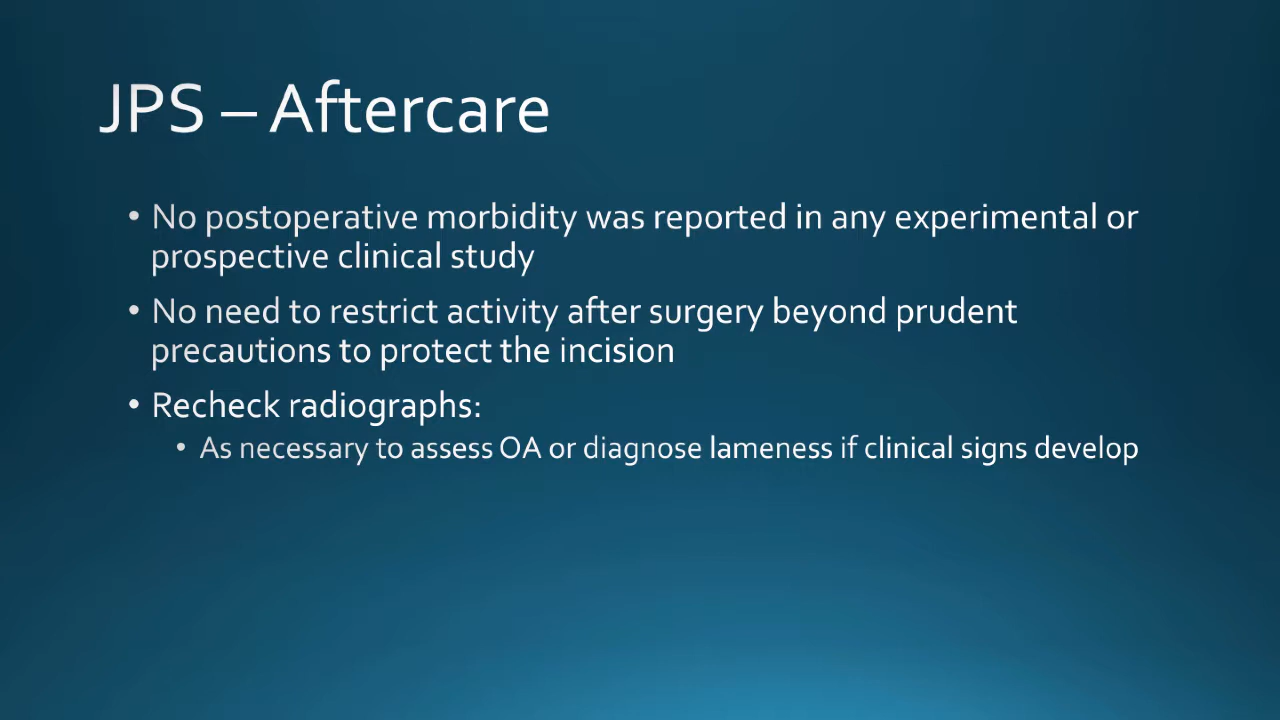 JPS – Aftercare
• No postoperative morbidity was reported in any experimental or
prospective clinical study
• No need to restrict activity after surgery beyond prudent
precautions to protect the incision
• Recheck radiographs:
• As necessary to assess OA or diagnose lameness if clinical signs develop